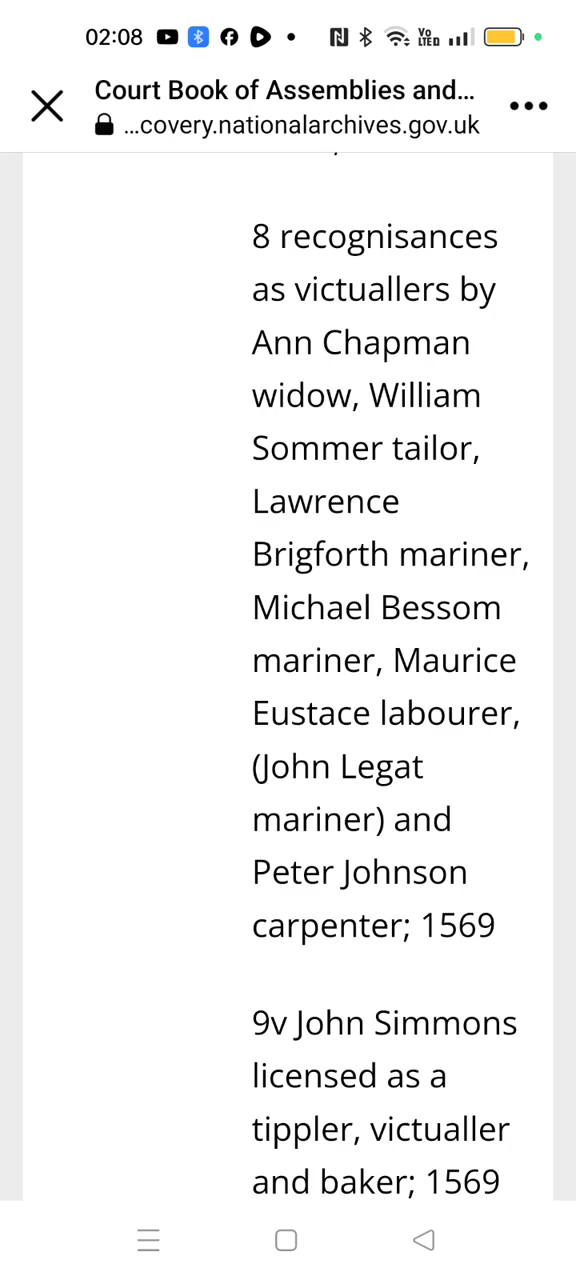 02:08
Court Book of Assemblies and...
...covery.nationalarchives.gov.uk
8 recognisances
as victuallers by
Ann Chapman
widow, William
Sommer tailor,
Lawrence
Brigforth mariner,
Michael Bessom
mariner, Maurice
Eustace labourer,
(John Legat
mariner) and
Peter Johnson
carpenter; 1569
9v John Simmons
licensed as a
tippler, victualler
and baker; 1569